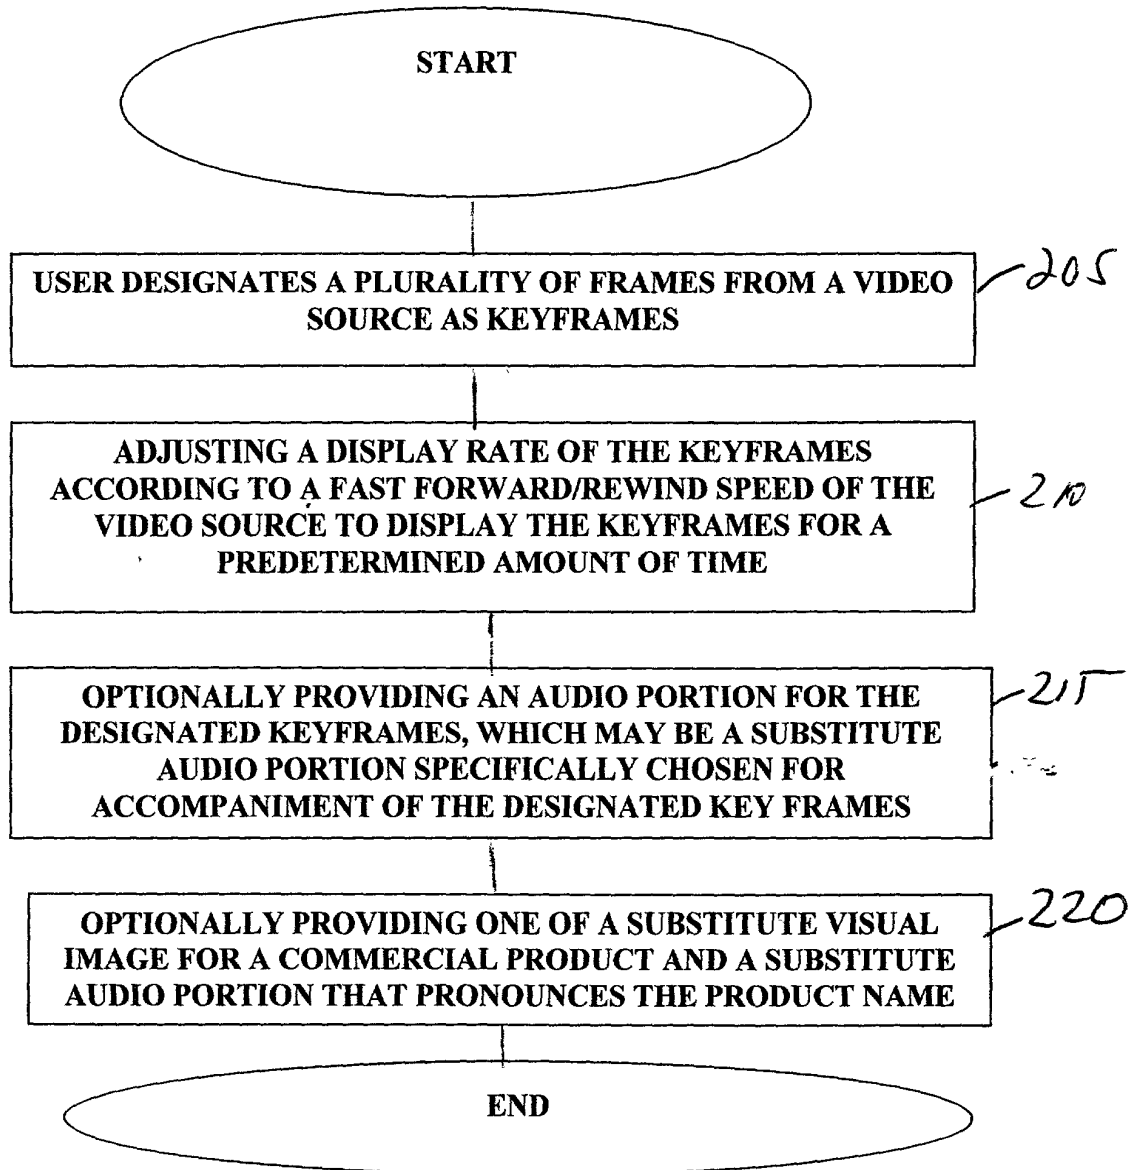 START
USER DESIGNATES A PLURALITY OF FRAMES FROM A VIDEO
SOURCE AS KEYFRAMES
205
ADJUSTING A DISPLAY RATE OF THE KEYFRAMES
ACCORDING TO A FAST FORWARD/REWIND SPEED OF THE
VIDEO SOURCE TO DISPLAY THE KEYFRAMES FOR A
PREDETERMINED AMOUNT OF TIME
210
OPTIONALLY PROVIDING AN AUDIO PORTION FOR THE
DESIGNATED KEYFRAMES, WHICH MAY BE A SUBSTITUTE
AUDIO PORTION SPECIFICALLY CHOSEN FOR
ACCOMPANIMENT OF THE DESIGNATED KEY FRAMES
215
OPTIONALLY PROVIDING ONE OF A SUBSTITUTE VISUAL
IMAGE FOR A COMMERCIAL PRODUCT AND A SUBSTITUTE
AUDIO PORTION THAT PRONOUNCES THE PRODUCT NAME
220
END